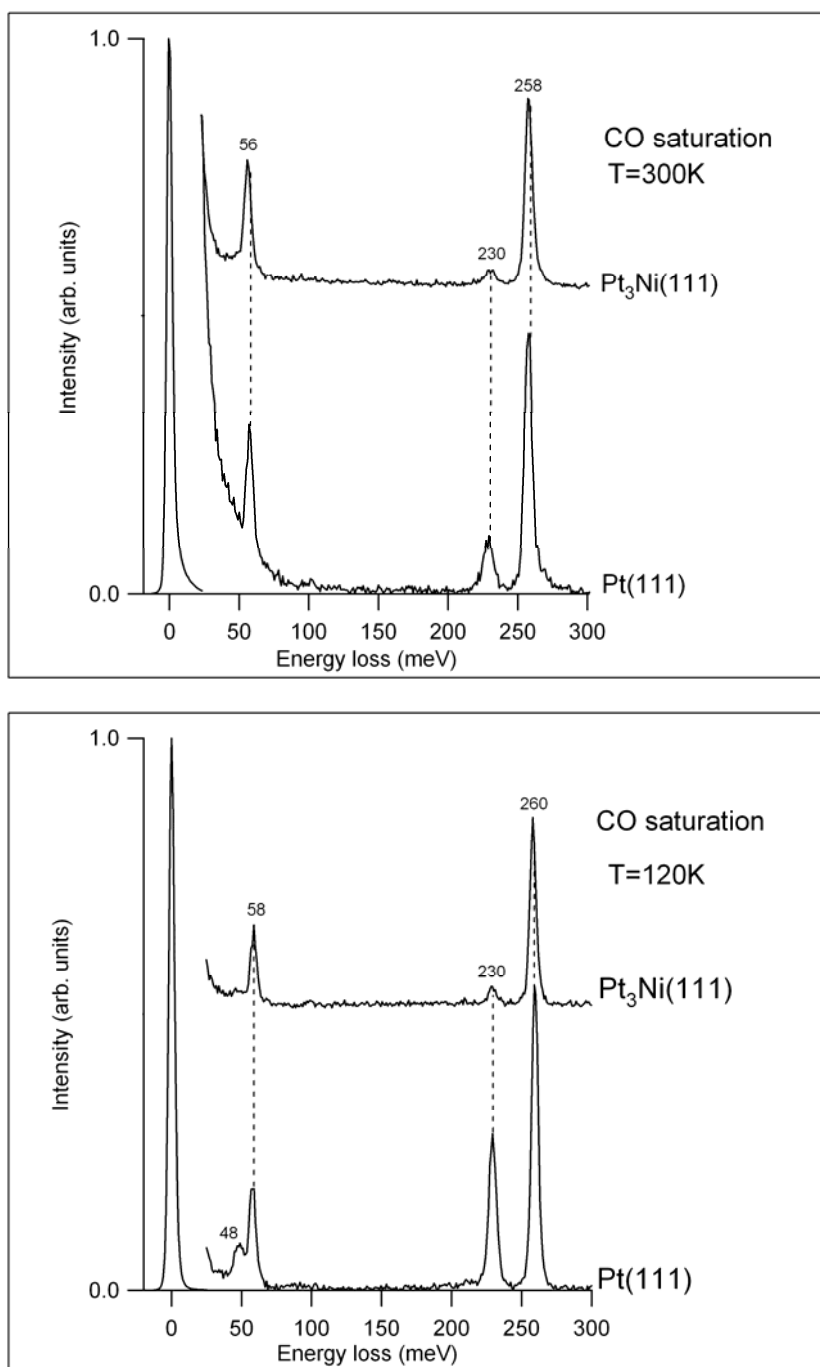 1.0
258
CO saturation
56
T=300K
230
Pt₃Ni(111)
Intensity (arb. units)
Pt(111)
0.0
0 50 100 150 200 250 300
Energy loss (meV)
1.0
260
CO saturation
T=120K
58
230
Pt₃Ni(111)
Intensity (arb. units)
48
Pt(111)
0.0
0 50 100 150 200 250 300
Energy loss (meV)